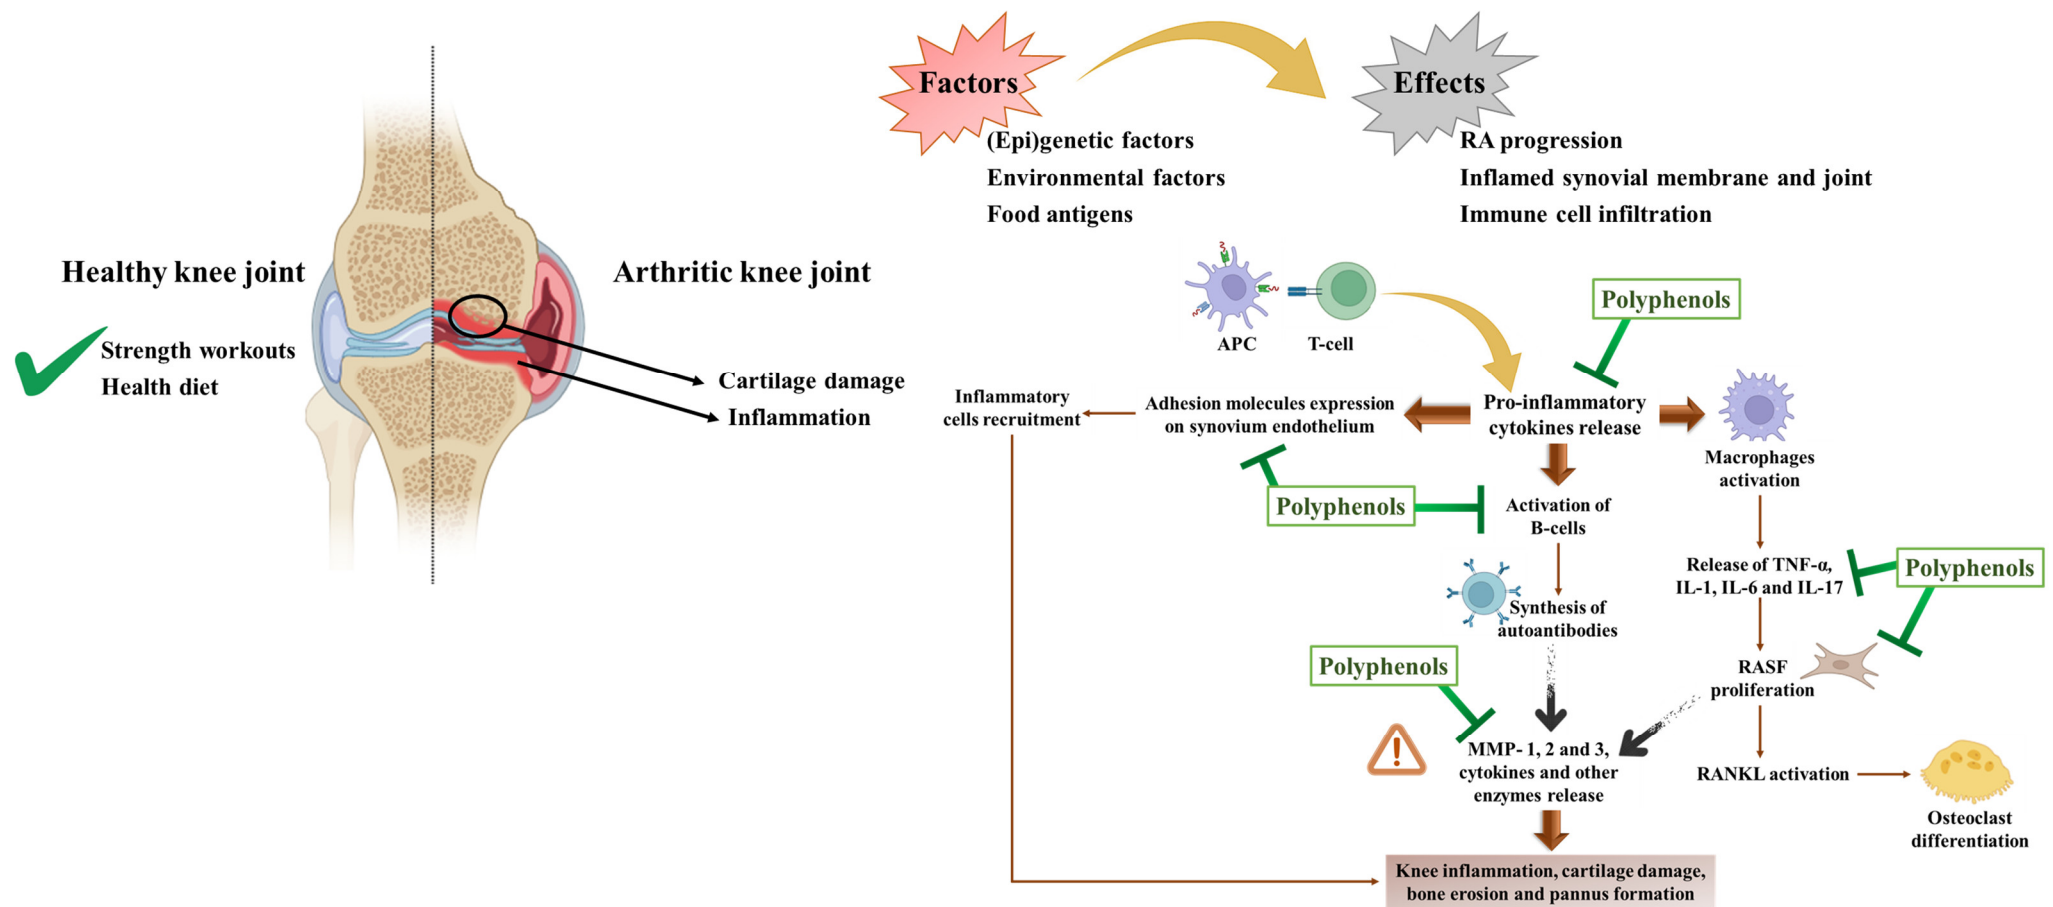 Factors
(Epi)genetic factors
Environmental factors
Food antigens
Effects
RA progression
Inflamed synovial membrane and joint
Immune cell infiltration
Healthy knee joint
Strength workouts
Health diet
Arthritic knee joint
Cartilage damage
Inflammation
APC
T-cell
Polyphenols
Pro-inflammatory
cytokines release
Adhesion molecules expression
on synovium endothelium
Inflammatory
cells recruitment
Macrophages
activation
Polyphenols
Activation of
B-cells
Release of TNF-α,
IL-1, IL-6 and IL-17
Polyphenols
Synthesis of
autoantibodies
Polyphenols
RASF
proliferation
MMP- 1, 2 and 3,
cytokines and other
enzymes release
RANKL activation
Osteoclast
differentiation
Knee inflammation, cartilage damage,
bone erosion and pannus formation